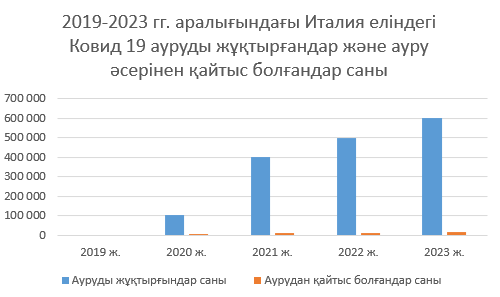 2019-2023 гг. аралығындағы Италия еліндегі
Ковид 19 ауруды жұқтырғандар және ауру
әсерінен қайтыс болғандар саны
700 000
600 000
500 000
400 000
300 000
200 000
100 000
0
2019 ж.
2020 ж.
2021 ж.
2022 ж.
2023 ж.
Ауруды жұқтырғындар саны
Аурудан қайтыс болғандар саны